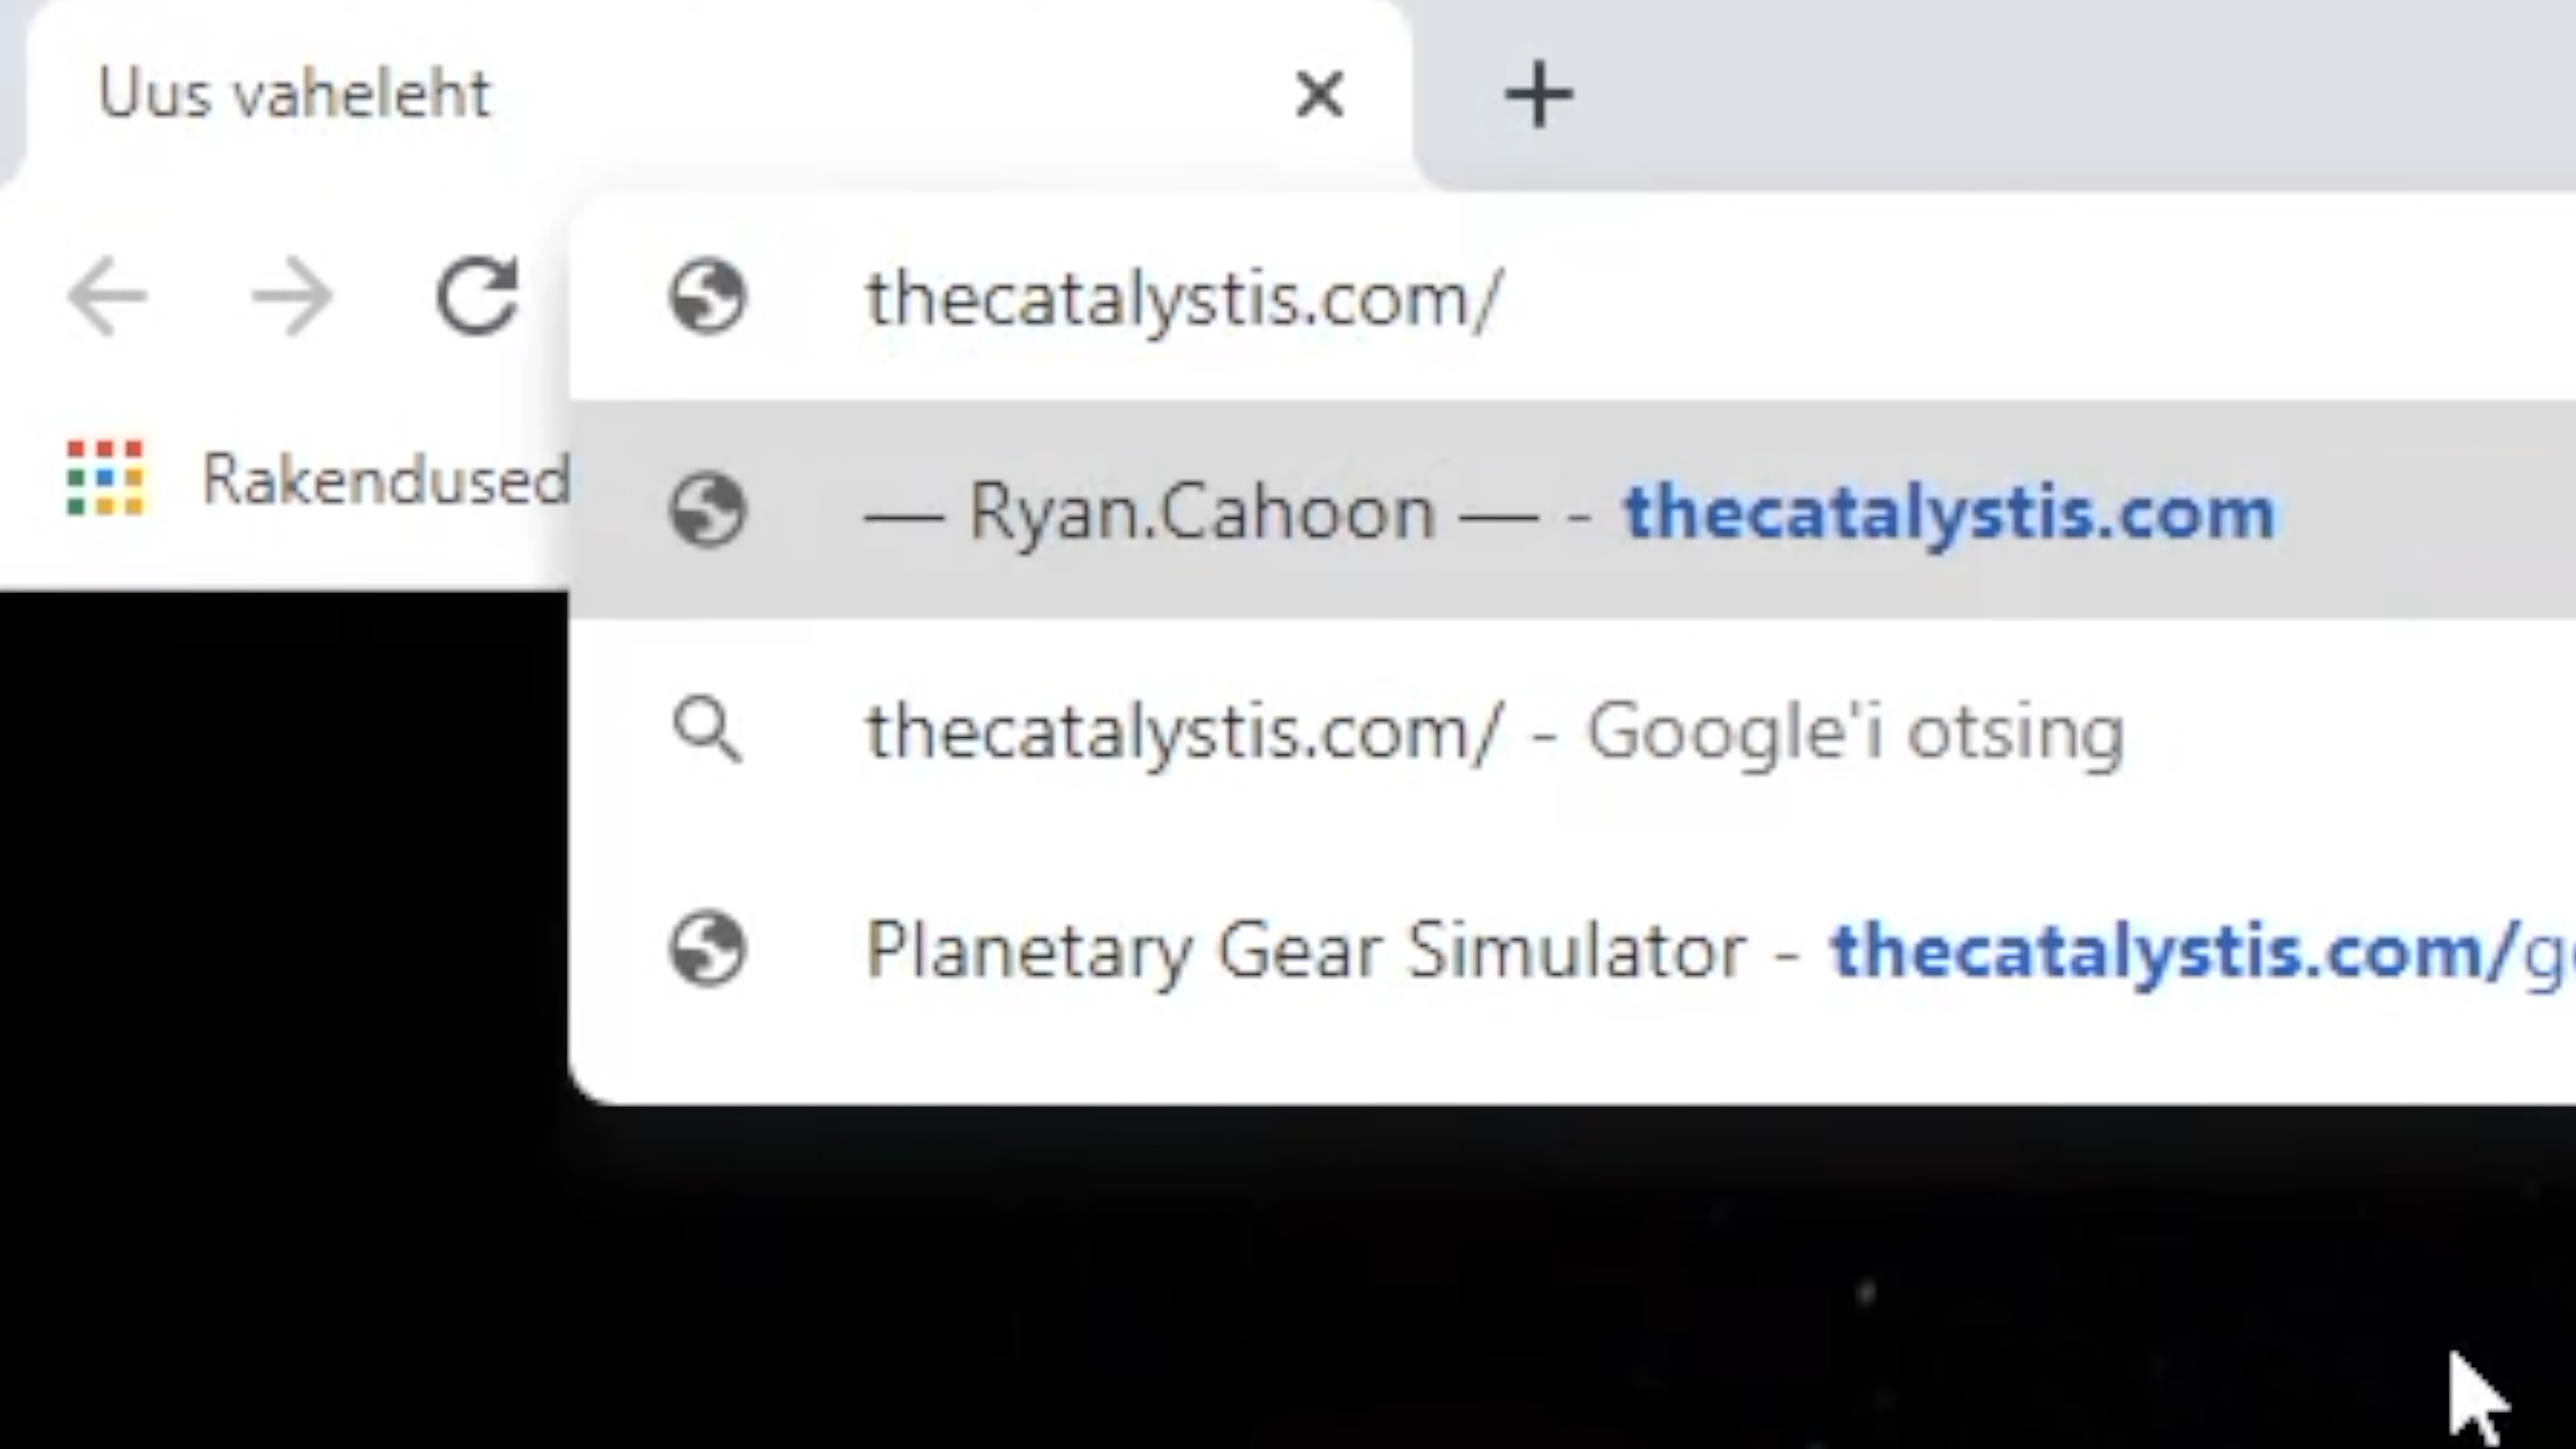 Uus vaheleht
thecatalystis.com/
Rakendused
— Ryan.Cahoon — - thecatalystis.com
thecatalystis.com/ - Google'i otsing
Planetary Gear Simulator - thecatalystis.com/g